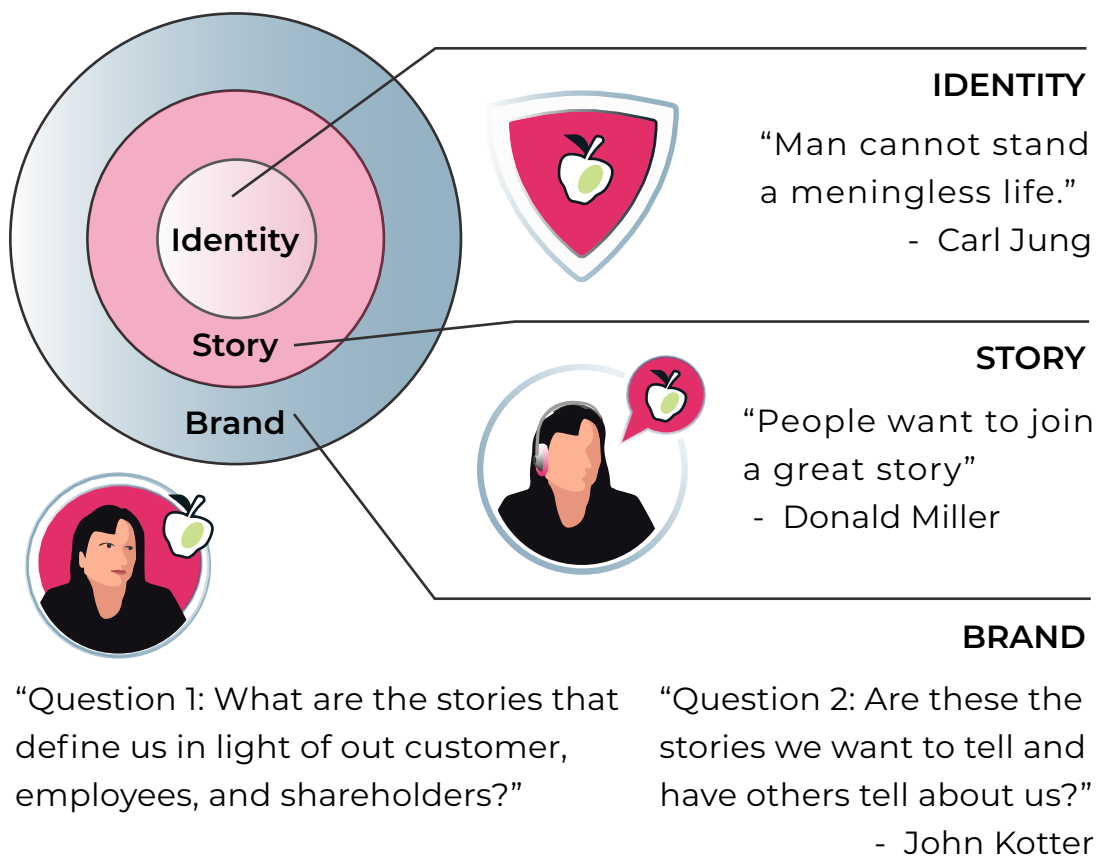 Identity
Story
Brand
IDENTITY
“Man cannot stand
a meningless life.”
- Carl Jung
STORY
“People want to join
a great story”
- Donald Miller
BRAND
“Question 1: What are the stories that
define us in light of out customer,
employees, and shareholders?”
“Question 2: Are these the
stories we want to tell and
have others tell about us?”
- John Kotter